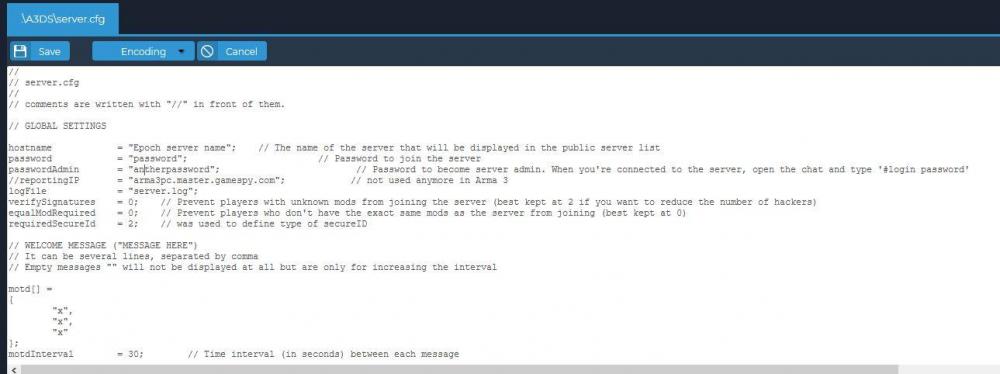 .\A3DS\server.cfg
Save Encoding Cancel
//
// server.cfg
//
// comments are written with "//" in front of them.
// GLOBAL SETTINGS
hostname = "Epoch server name"; // The name of the server that will be displayed in the public server list
password = "password"; // Password to join the server
passwordAdmin = "antherpassword"; // Password to become server admin. When you're connected to the server, open the chat and type '#login password'
//reportingIP = "arma3pc.master.gamespy.com"; // not used anymore in Arma 3
logFile = "server.log";
verifySignatures = 0; // Prevent players with unknown mods from joining the server (best kept at 2 if you want to reduce the number of hackers)
equalModRequired = 0; // Prevent players who don't have the exact same mods as the server from joining (best kept at 0)
requiredSecureId = 2; // was used to define type of secureID
// WELCOME MESSAGE ("MESSAGE HERE")
// It can be several lines, separated by comma
// Empty messages "" will not be displayed at all but are only for increasing the interval
motd[] =
{
"x",
"x",
"x"
};
motdInterval = 30; // Time interval (in seconds) between each message